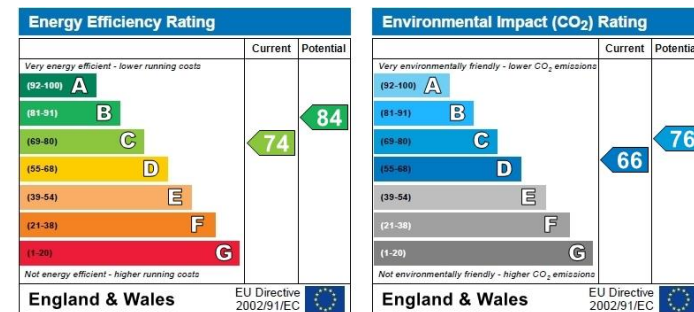 Energy Efficiency Rating
Current Potential
Very energy efficient - lower running costs
(92-100) A
(81-91) B
84
(69-80) C
74
(55-68) D
(39-54) E
(21-38) F
(1-20) G
Not energy efficient - higher running costs
England & Wales
EU Directive
2002/91/EC
Environmental Impact (CO₂) Rating
Current Potential
Very environmentally friendly - lower CO₂ emissions
(92-100) A
(81-91) B
(69-80) C
76
(55-68) D
66
(39-54) E
(21-38) F
(1-20) G
Not environmentally friendly - higher CO₂ emissions
England & Wales
EU Directive
2002/91/EC